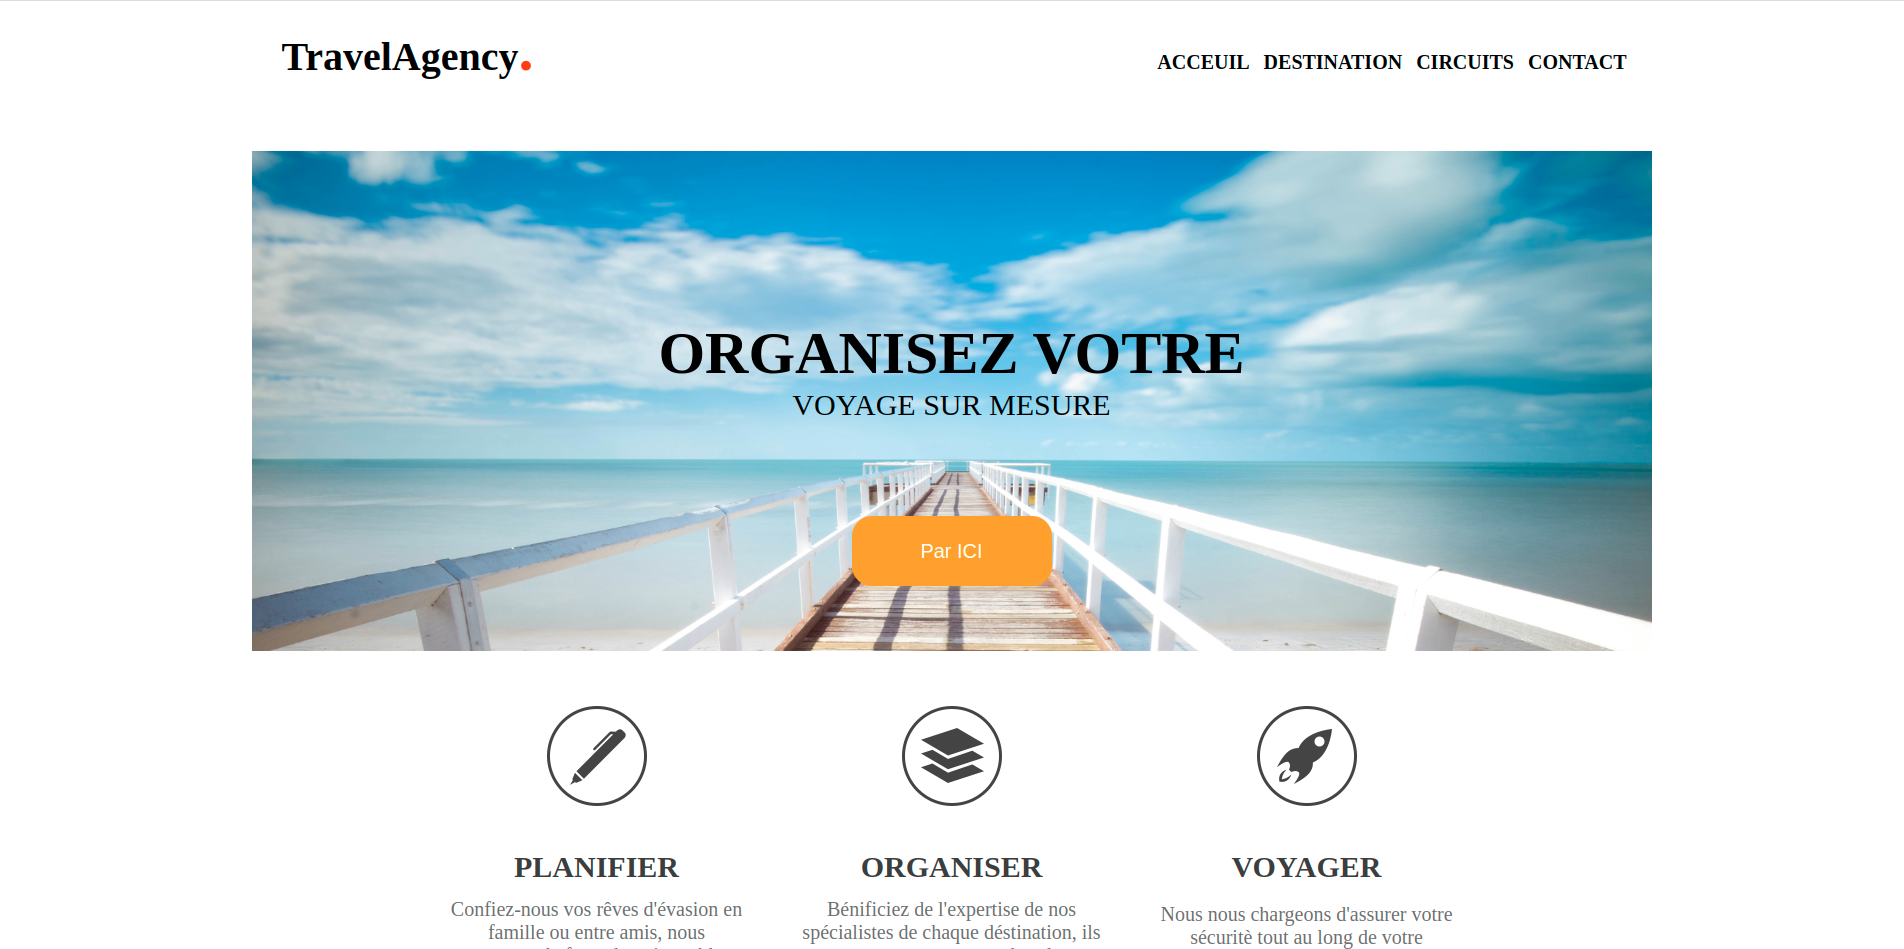 TravelAgency.
ACCEUIL DESTINATION CIRCUITS CONTACT
ORGANISEZ VOTRE
VOYAGE SUR MESURE
Par ICI
PLANIFIER
Confiez-nous vos rêves d'évasion en
famille ou entre amis, nous
ORGANISER
Bénificiez de l'expertise de nos
spécialistes de chaque déstination, ils
VOYAGER
Nous nous chargeons d'assurer votre
sécuritè tout au long de votre